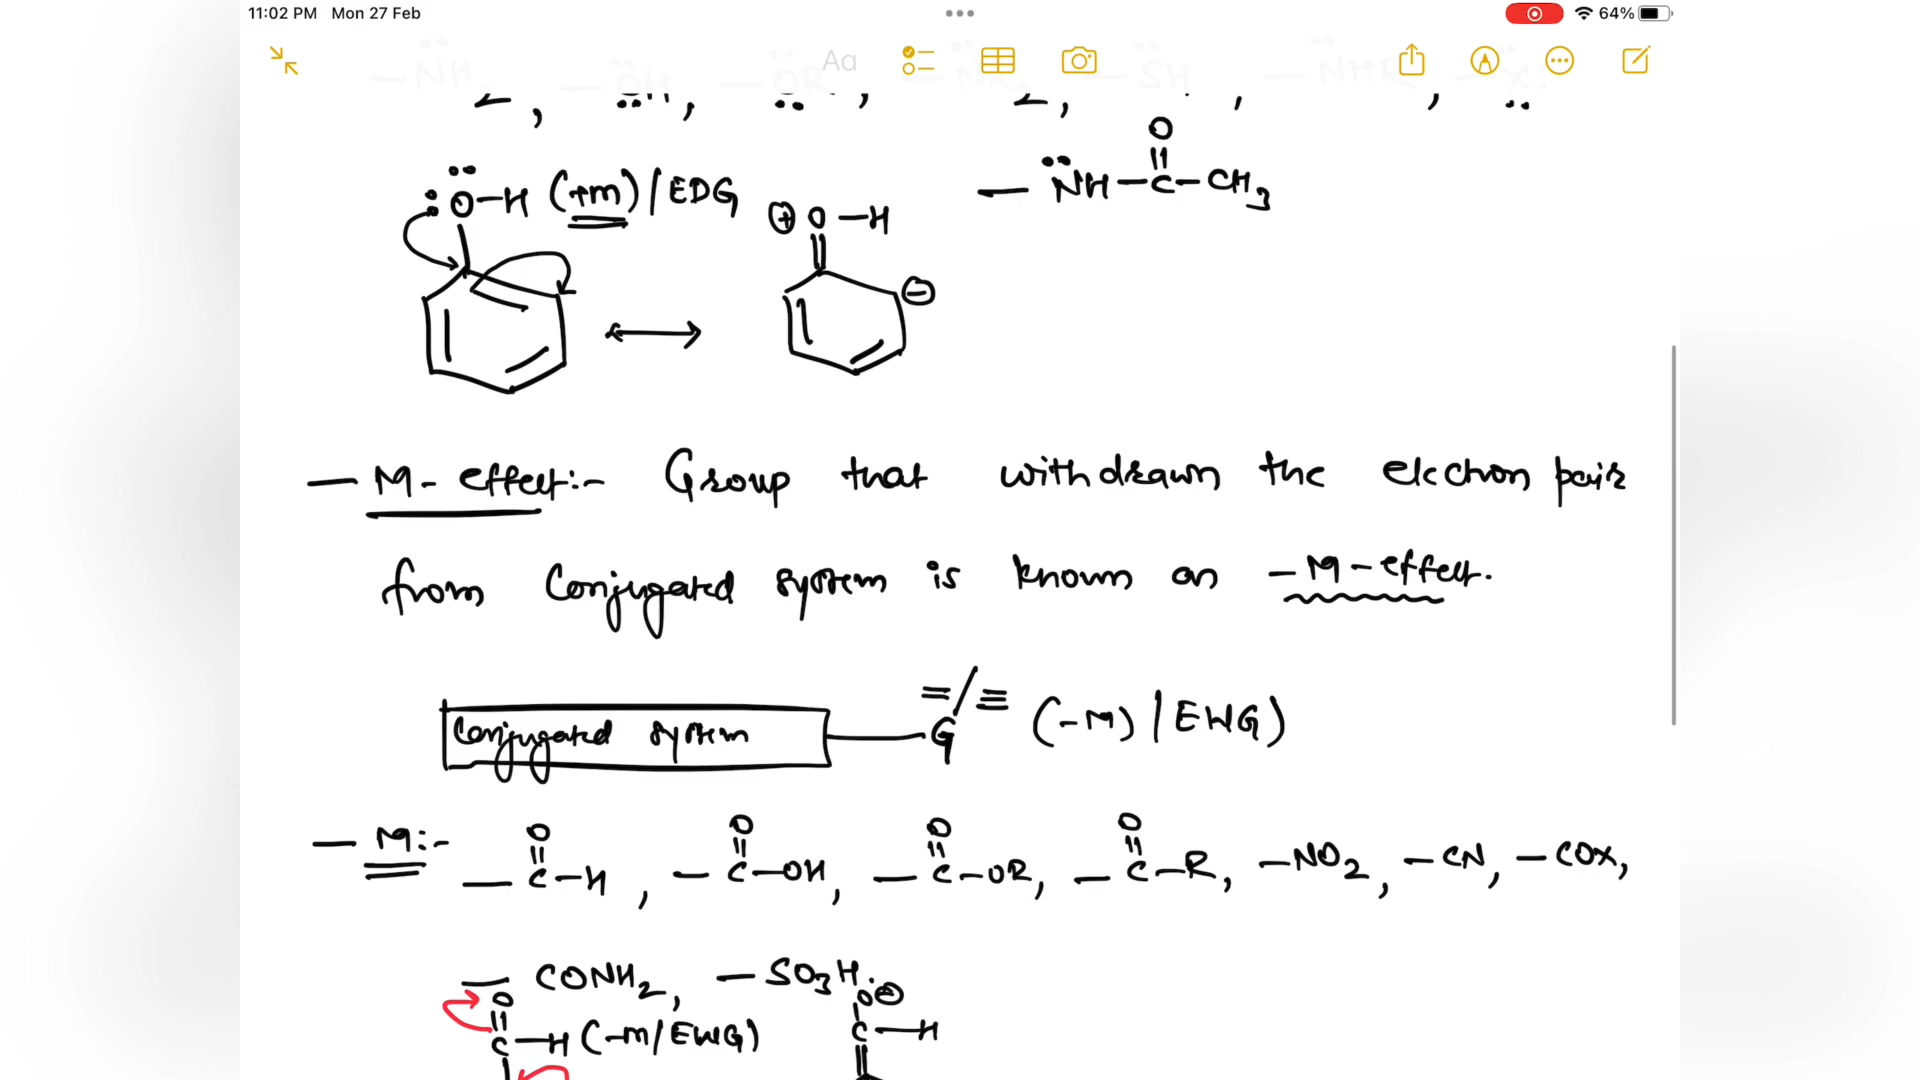 11:02 PM Mon 27 Feb 64%
Aa
O
— NH—C—CH3
O—H (+m)/EDG
⊕ O—H
⊖
— M- effect:- Group that withdrawn the electron pair
from Conjugated system is known as —M-effect.
=/≡
Conjugated system —G (-M) / EWG)
— M:-
O O O O
— C—H, — C—OH, — C—OR, — C—R, —NO2, —CN, —COX,
— CONH2, — SO3H.
O O⊖
C—H (-m/EWG) C—H